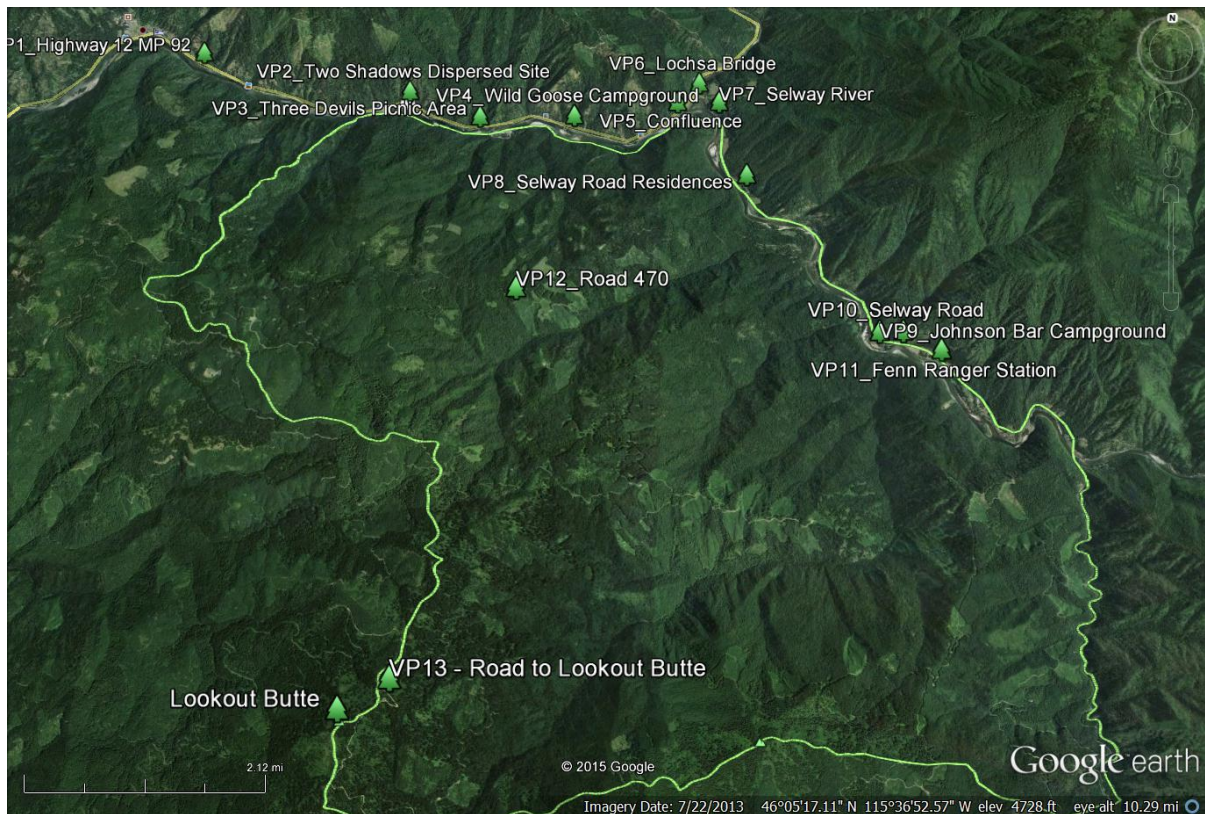 P1_Highway 12 MP 92
VP2_Two Shadows Dispersed Site
VP6_Lochsa Bridge
VP3_Three Devils Picnic Area
VP4_Wild Goose Campground
VP7_Selway River
VP5_Confluence
VP8_Selway Road Residences
VP12_Road 470
VP10_Selway Road
VP9_Johnson Bar Campground
VP11_Fenn Ranger Station
VP13 - Road to Lookout Butte
Lookout Butte
N
2.12 mi
© 2015 Google
Google earth
Imagery Date: 7/22/2013 46°05'17.11" N 115°36'52.57" W elev 4728 ft eye alt 10.29 mi